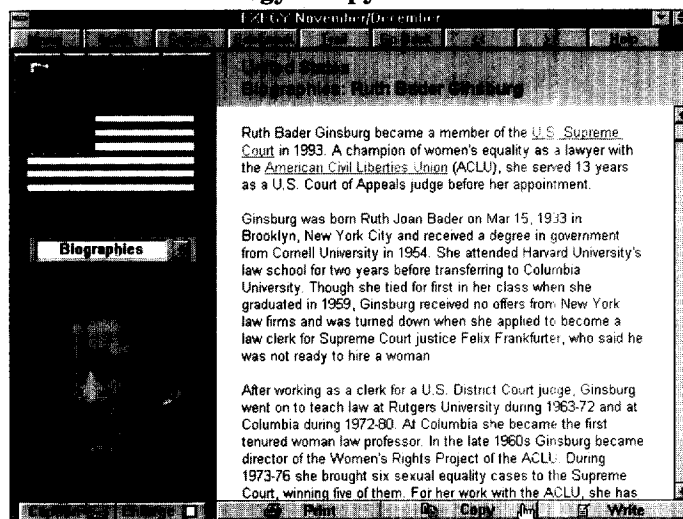 EXEGY November/December
Help
Biographies: Ruth Bader Ginsburg
Ruth Bader Ginsburg became a member of the U.S. Supreme
Court in 1993. A champion of women's equality as a lawyer with
the American Civil Liberties Union (ACLU), she served 13 years
as a U.S. Court of Appeals judge before her appointment.
Ginsburg was born Ruth Joan Bader on Mar 15, 1933 in
Brooklyn, New York City and received a degree in government
from Cornell University in 1954. She attended Harvard University's
law school for two years before transferring to Columbia
University. Though she tied for first in her class when she
graduated in 1959, Ginsburg received no offers from New York
law firms and was turned down when she applied to become a
law clerk for Supreme Court justice Felix Frankfurter, who said he
was not ready to hire a woman
After working as a clerk for a U.S. District Court judge, Ginsburg
went on to teach law at Rutgers University during 1963-72 and at
Columbia during 1972-80. At Columbia she became the first
tenured woman law professor. In the late 1960s Ginsburg became
director of the Women's Rights Project of the ACLU. During
1973-76 she brought six sexual equality cases to the Supreme
Court, winning five of them. For her work with the ACLU, she has
Biographies
Print Copy Write